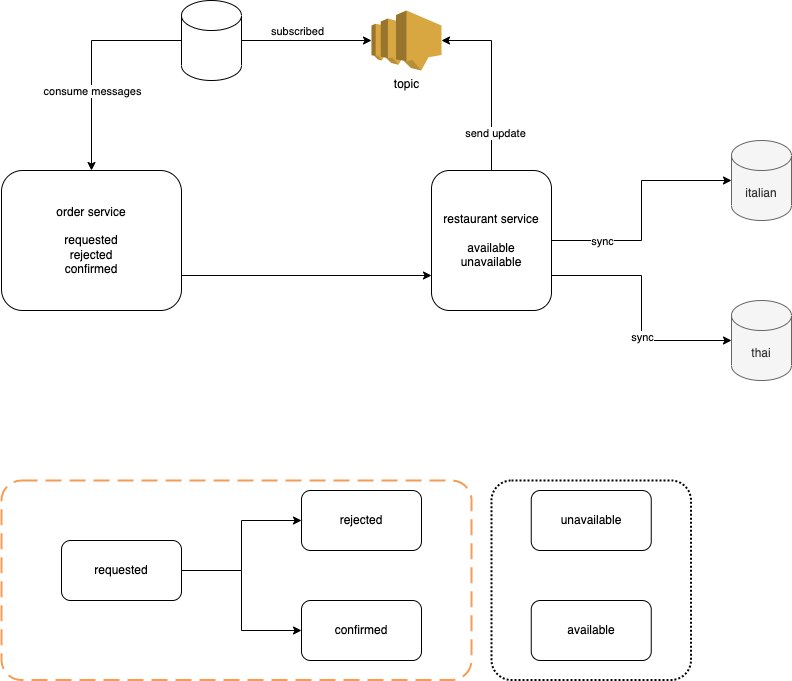 subscribed
topic
consume messages
send update
order service
requested
rejected
confirmed
restaurant service
available
unavailable
sync
italian
sync
thai
requested
rejected
confirmed
unavailable
available